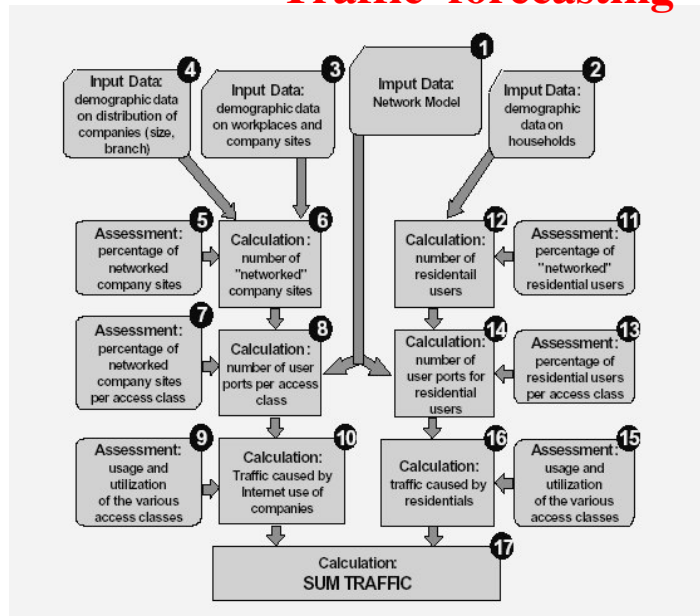 Traffic forecasting
1
Imput Data:
Network Model
2
Imput Data:
demographic
data on
households
3
Input Data:
demographic data
on workplaces and
company sites
4
Input Data:
demographic data
on distribution of
companies (size,
branch)
5
Assessment:
percentage of
networked
company sites
6
Calculation:
number of
"networked"
company sites
12
Calculation:
number of
residentail
users
11
Assessment:
percentage of
"networked"
residential users
7
Assessment:
percentage of
networked
company sites
per access class
8
Calculation:
number of user
ports per access
class
14
Calculation:
number of
user ports for
residential
users
13
Assessment:
percentage of
residential users
per access class
9
Assessment:
usage and
utilization
of the various
access classes
10
Calculation:
Traffic caused by
Internet use of
companies
16
Calculation:
traffic caused by
residentials
15
Assessment:
usage and
utilization
of the various
access classes
17
Calculation:
SUM TRAFFIC